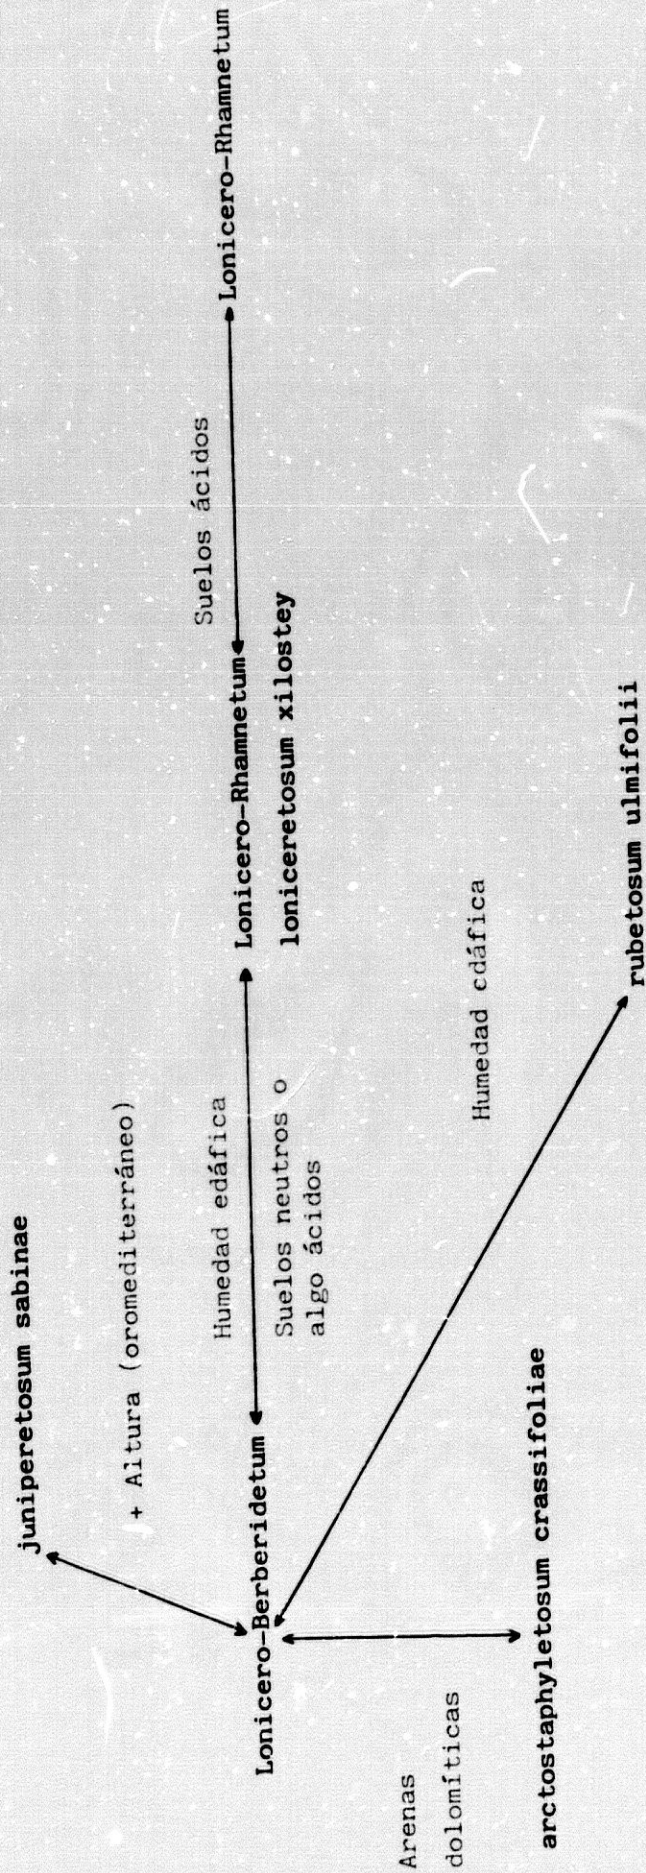 juniperetosum sabinae
+ Altura (oromediterráneo)
Humedad edáfica
Suelos ácidos
Lonicero-Berberidetum
Lonicero-Rhamnetum
Lonicero-Rhamnetum
loniceretosum xilostey
Suelos neutros o
algo ácidos
Arenas
dolomíticas
Humedad edáfica
arctostaphyletosum crassifoliae
rubetosum ulmifolii